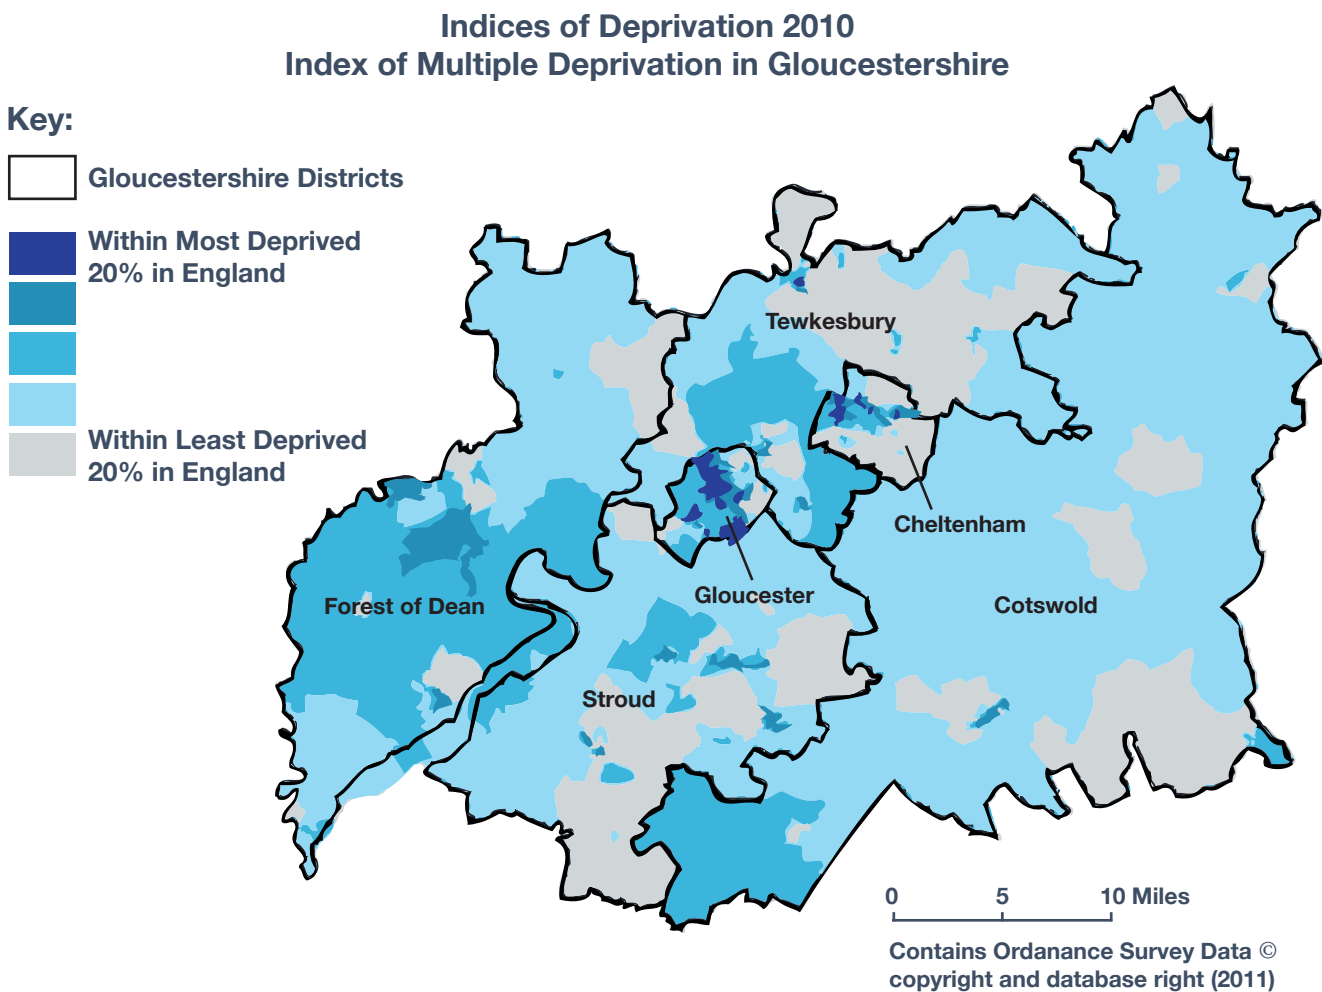 Indices of Deprivation 2010
Index of Multiple Deprivation in Gloucestershire
Key:
Gloucestershire Districts
Within Most Deprived
20% in England
Within Least Deprived
20% in England
Tewkesbury
Cheltenham
Gloucester
Forest of Dean
Cotswold
Stroud
0 5 10 Miles
Contains Ordanance Survey Data ©
copyright and database right (2011)